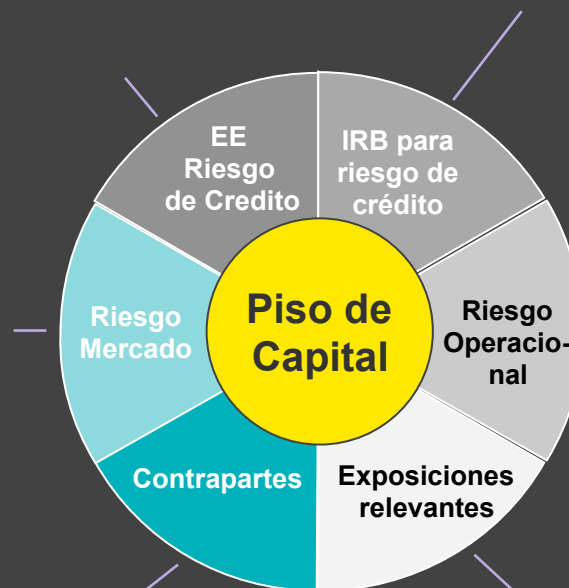 EE
Riesgo
de Credito
IRB para
riesgo de
crédito
Riesgo
Mercado
Piso de
Capital
Riesgo
Operacio-
nal
Contrapartes
Exposiciones
relevantes